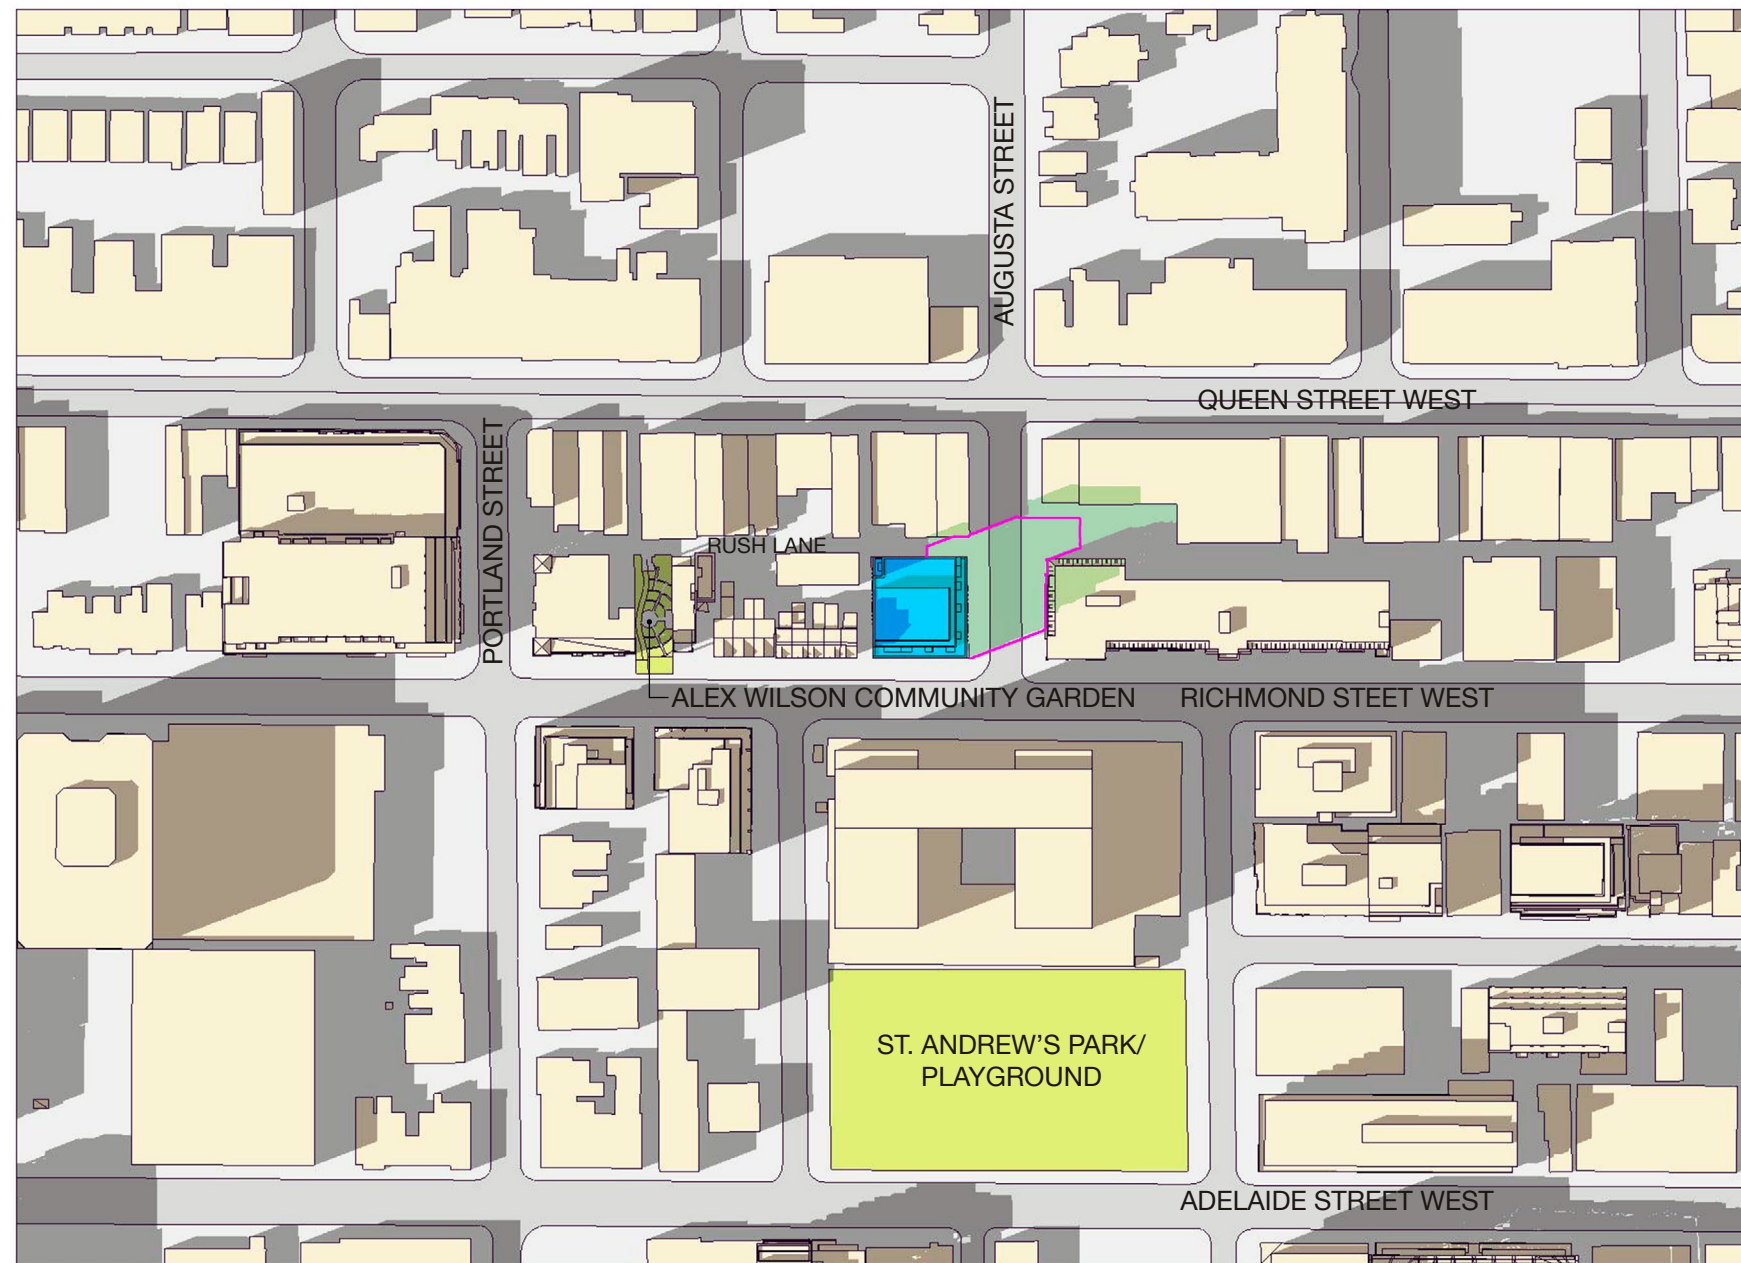 AUGUSTA STREET
QUEEN STREET WEST
PORTLAND STREET
RUSH LANE
ALEX WILSON COMMUNITY GARDEN
RICHMOND STEET WEST
ST. ANDREW'S PARK/
PLAYGROUND
ADELAIDE STREET WEST